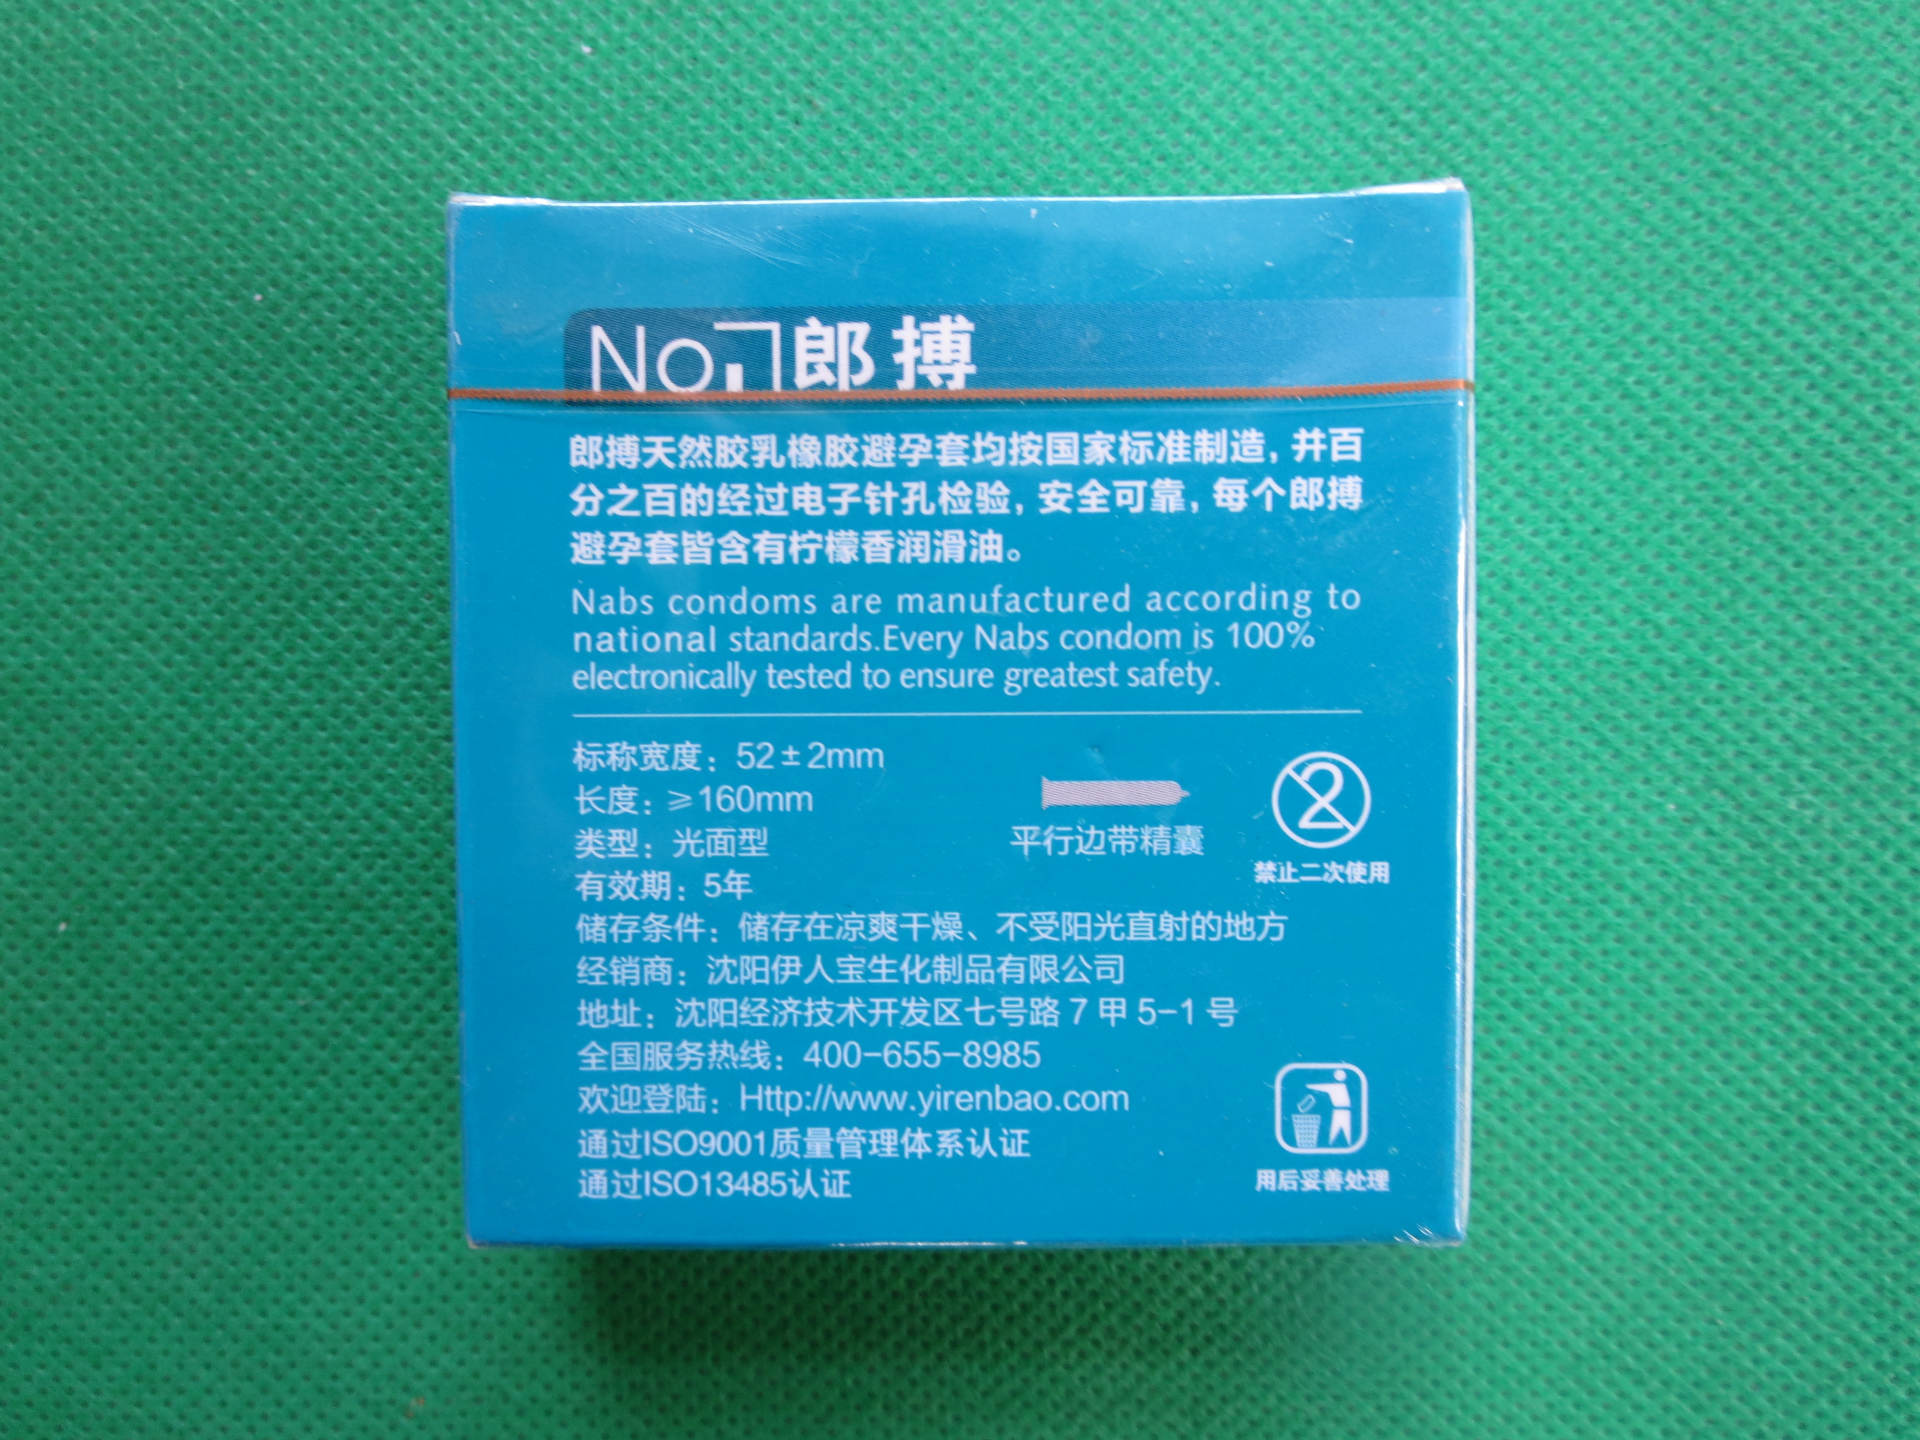 No. 郎搏
郎搏天然胶乳橡胶避孕套均按国家标准制造，并百
分之百的经过电子针孔检验，安全可靠，每个郎搏
避孕套皆含有柠檬香润滑油。
Nabs condoms are manufactured according to
national standards.Every Nabs condom is 100%
electronically tested to ensure greatest safety.
标称宽度：52±2mm
长度：⩾160mm
类型：光面型
平行边带精囊
2
禁止二次使用
有效期：5年
储存条件：储存在凉爽干燥、不受阳光直射的地方
经销商：沈阳伊人宝生化制品有限公司
地址：沈阳经济技术开发区七号路 7 甲 5-1 号
全国服务热线：400-655-8985
欢迎登陆：Http://www.yirenbao.com
通过ISO9001质量管理体系认证
通过ISO13485认证
用后妥善处理